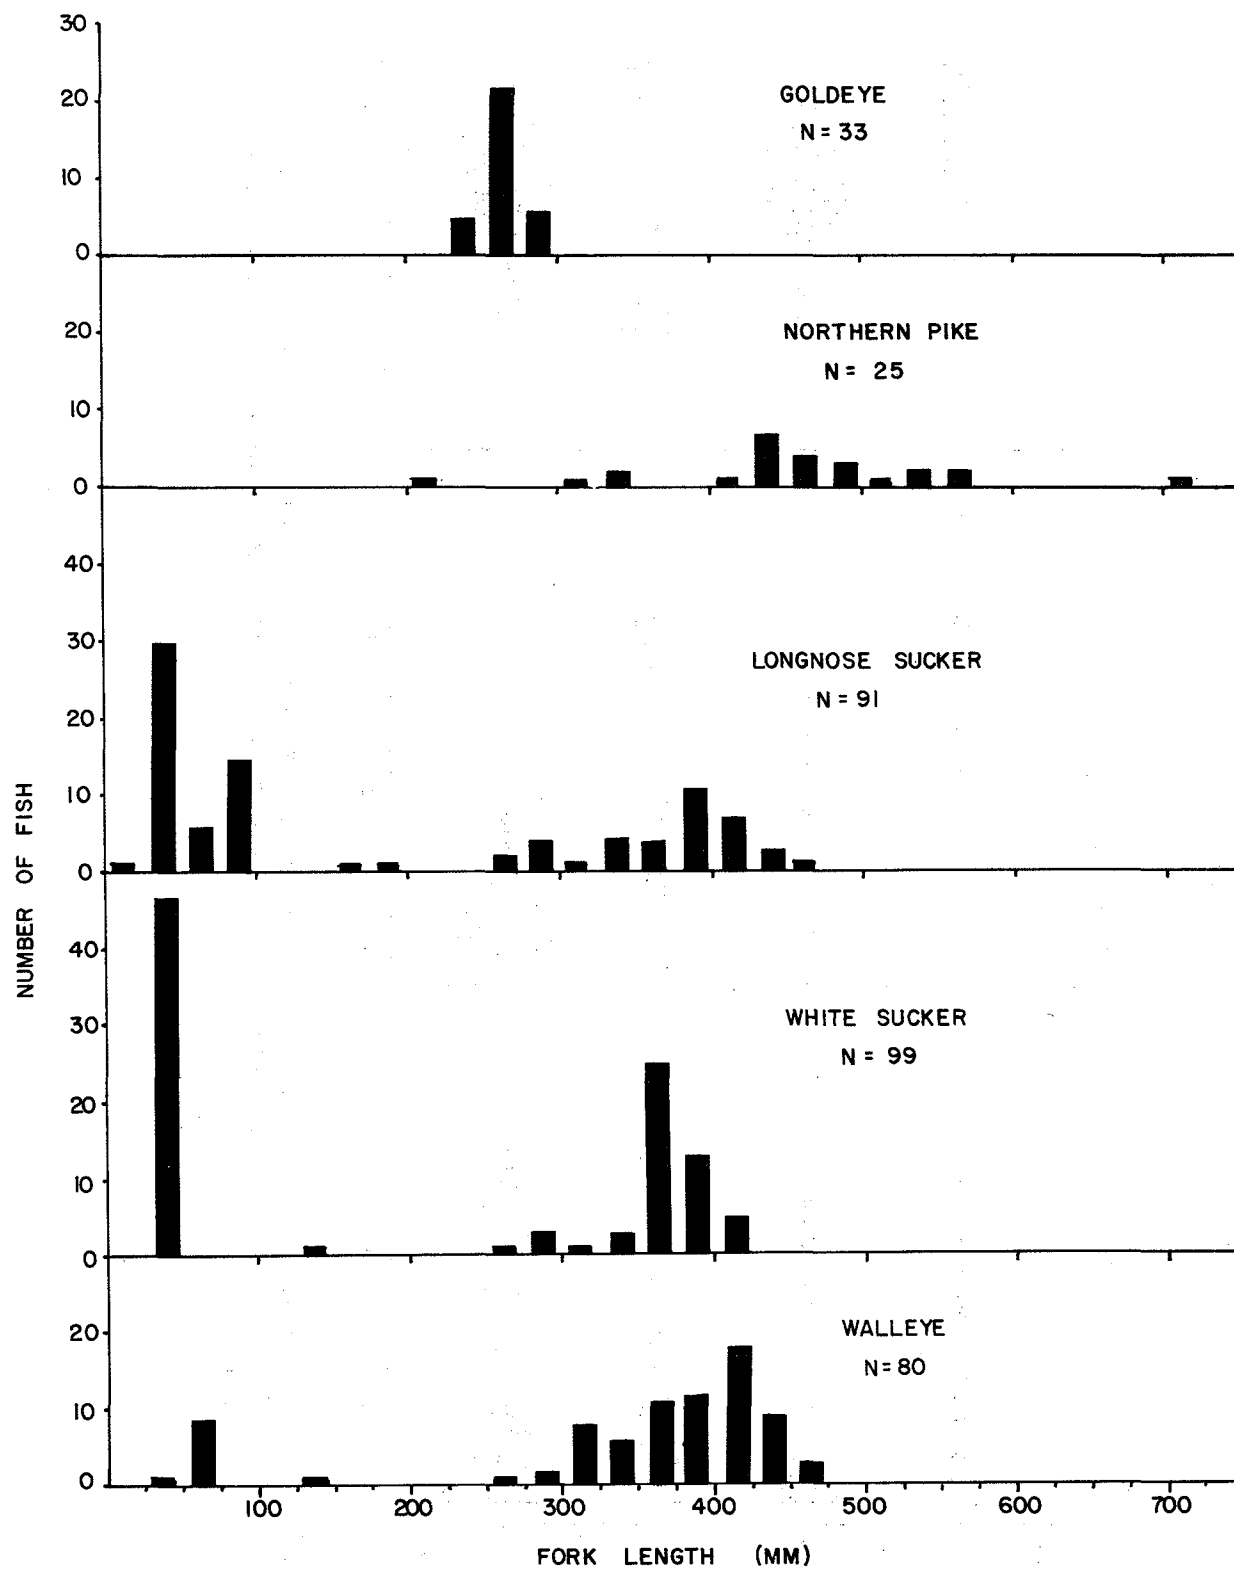 30
20
10
0
GOLDEYE
N = 33
20
10
0
NORTHERN PIKE
N = 25
40
30
20
10
0
LONGNOSE SUCKER
N = 91
NUMBER OF FISH
40
30
20
10
0
WHITE SUCKER
N = 99
20
10
0
WALLEYE
N = 80
100 200 300 400 500 600 700
FORK LENGTH (MM)